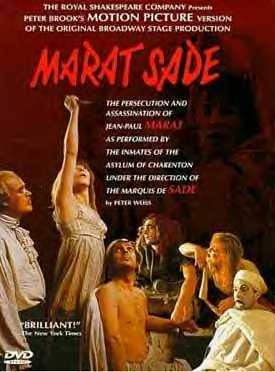 THE ROYAL SHAKESPEARE COMPANY Presents
PETER BROOK'S MOTION PICTURE VERSION
OF THE ORIGINAL BROADWAY STAGE PRODUCTION
MARAT SADE
THE PERSECUTION AND
ASSASSINATION OF
JEAN-PAUL MARAT
AS PERFORMED BY
THE INMATES OF THE
ASYLUM OF CHARENTON
UNDER THE DIRECTION OF
THE MARQUIS DE SADE
by PETER WEISS
"BRILLIANT!"
-The New York Times
DVD